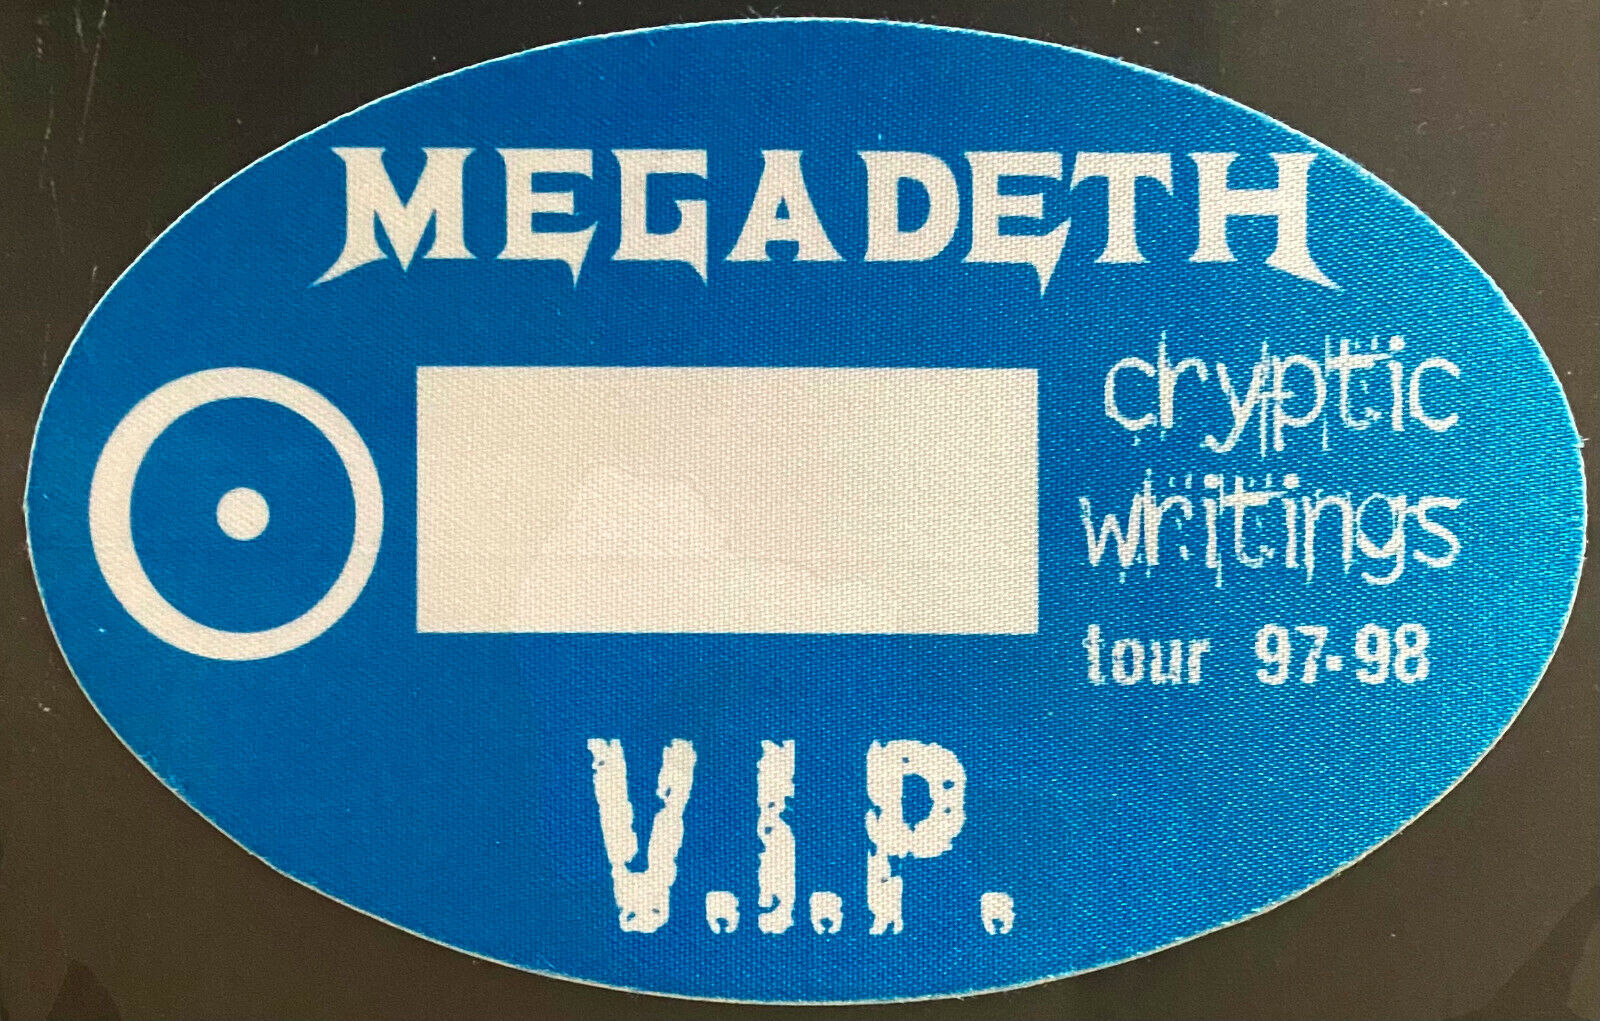 MEGADETH
cryptic
writings
tour 97-98
V.I.P.